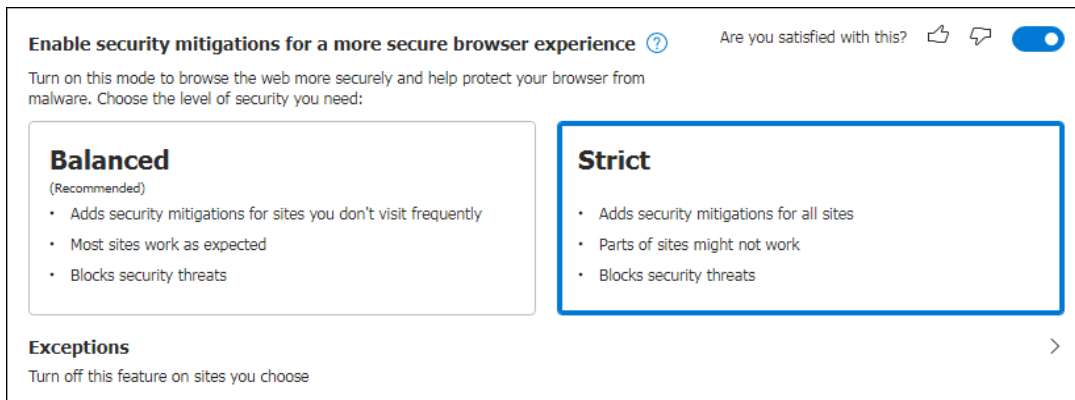 Enable security mitigations for a more secure browser experience ?
Are you satisfied with this?
Turn on this mode to browse the web more securely and help protect your browser from
malware. Choose the level of security you need:
Balanced
(Recommended)
• Adds security mitigations for sites you don't visit frequently
• Most sites work as expected
• Blocks security threats
Strict
• Adds security mitigations for all sites
• Parts of sites might not work
• Blocks security threats
Exceptions
Turn off this feature on sites you choose